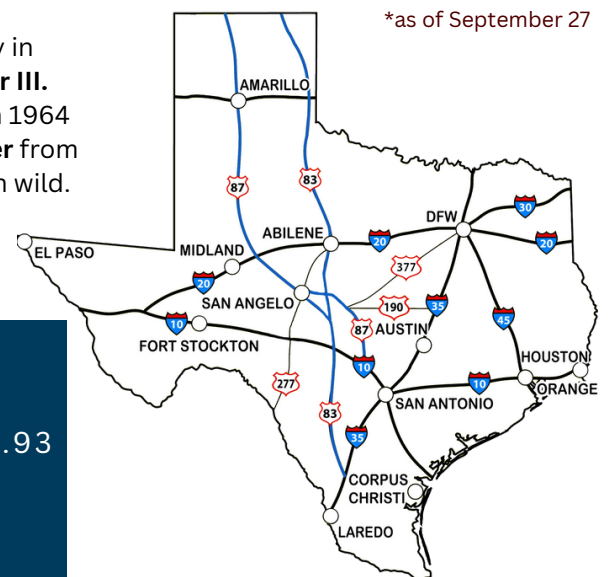 *as of September 27
y in
r III.
1964
er from
n wild.
AMARILLO
87
83
ABILENE
DFW
30
20
20
EL PASO
MIDLAND
377
20
SAN ANGELO
190
35
45
10
FORT STOCKTON
87
AUSTIN
10
HOUSTON
10
ORANGE
277
83
SAN ANTONIO
35
.93
CORPUS
CHRISTI
LAREDO